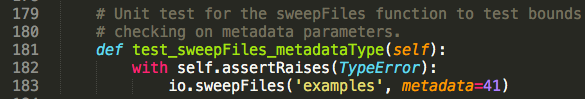 179 # Unit test for the sweepFiles function to test bounds
180 # checking on metadata parameters.
181 def test_sweepFiles_metadataType(self):
182 with self.assertRaises(TypeError):
183 io.sweepFiles('examples', metadata=41)